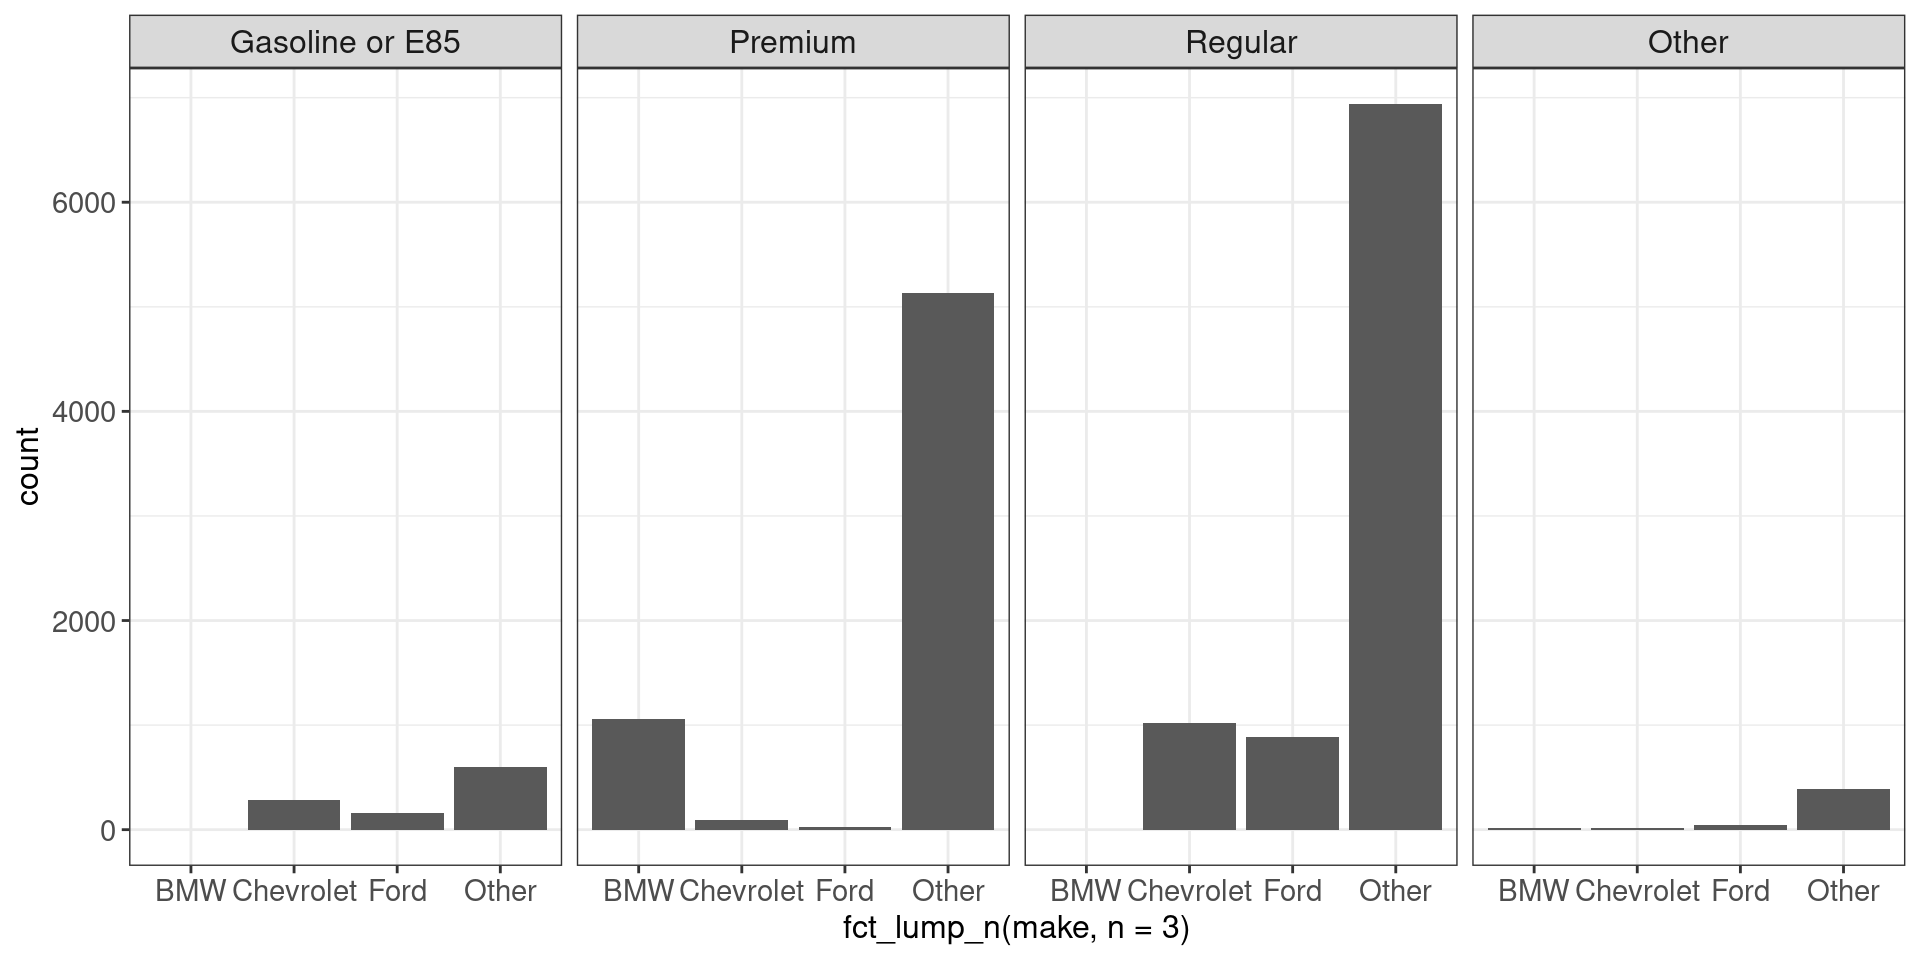 Gasoline or E85 Premium Regular Other
6000
4000
2000
0
count
BMW Chevrolet Ford Other BMW Chevrolet Ford Other BMW Chevrolet Ford Other BMW Chevrolet Ford Other
fct_lump_n(make, n = 3)